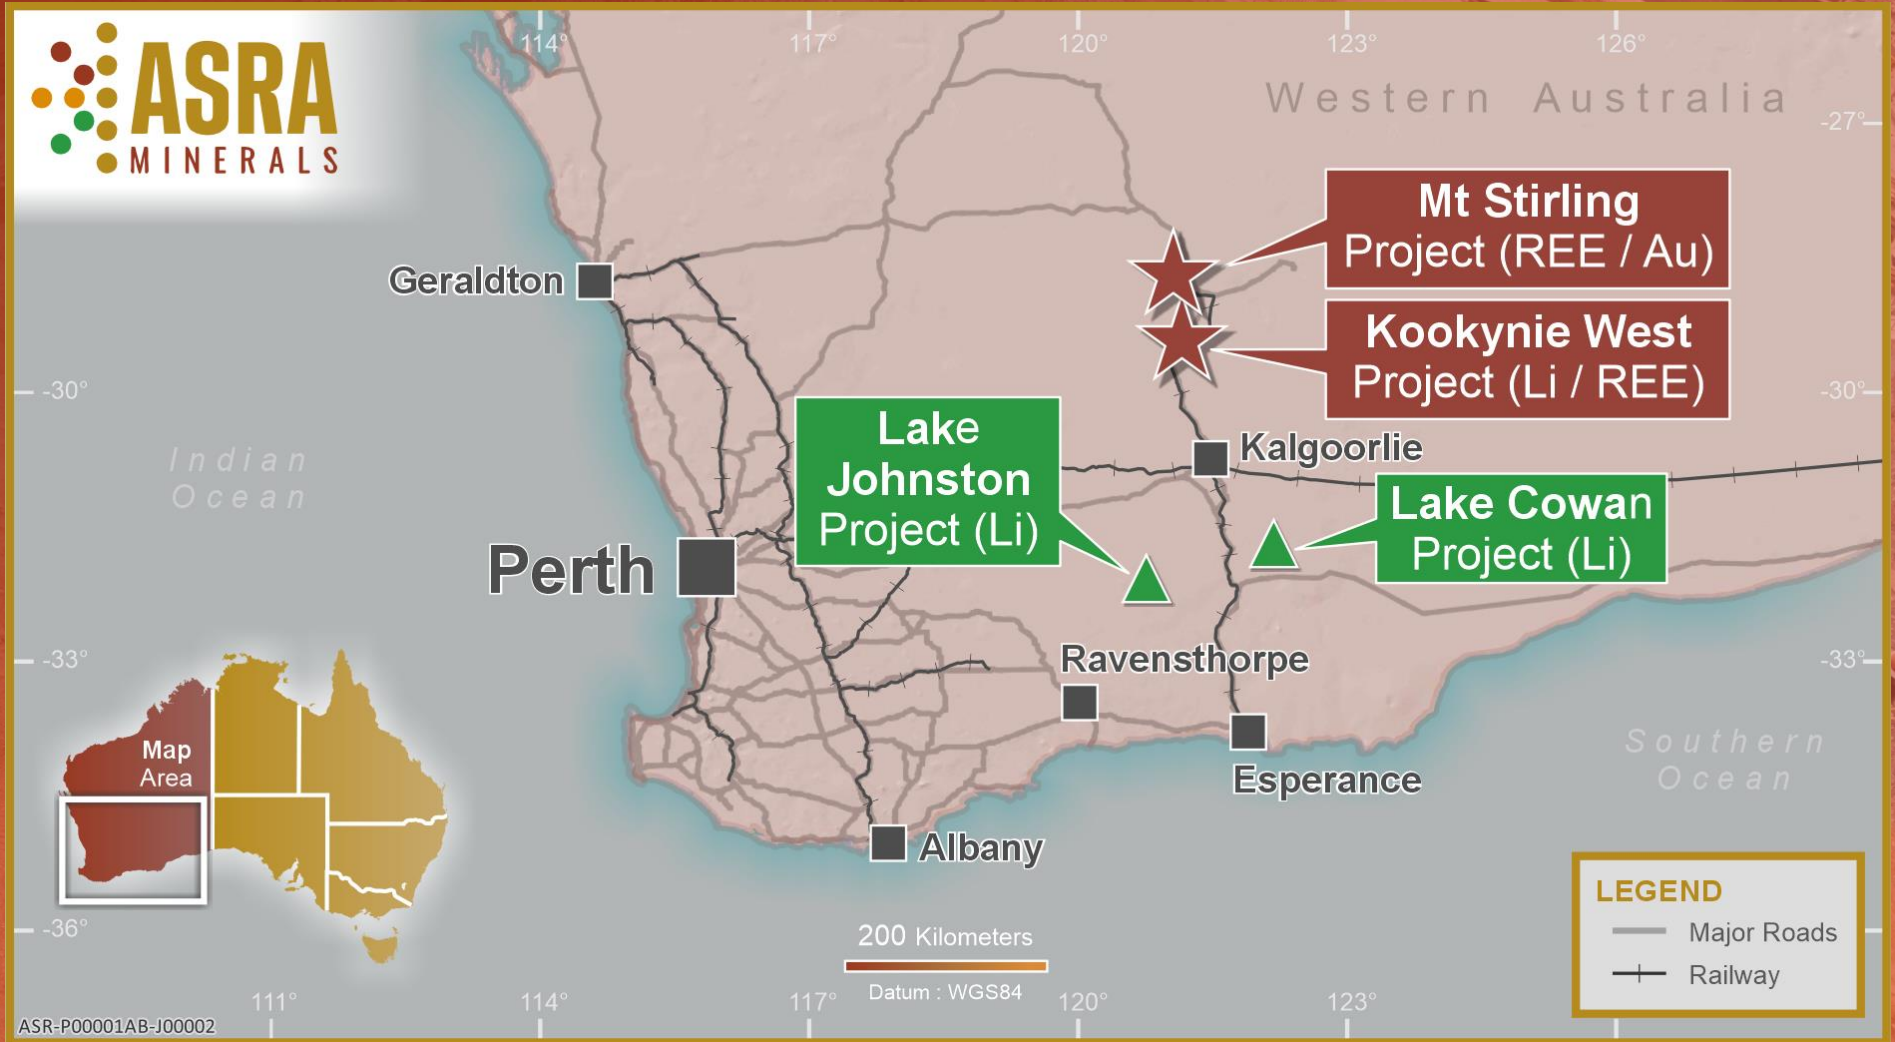 ASRA
MINERALS
114°
117°
120°
123°
126°
Western Australia
-27°
Mt Stirling
Project (REE / Au)
Geraldton
Kookynie West
Project (Li / REE)
-30°
-30°
Lake
Johnston
Project (Li)
Kalgoorlie
Indian
Ocean
Lake Cowan
Project (Li)
Perth
-33°
-33°
Ravensthorpe
Map
Area
Southern
Ocean
Esperance
Albany
-36°
200 Kilometers
Datum : WGS84
LEGEND
Major Roads
Railway
111°
114°
117°
120°
123°
ASR-P00001AB-J00002